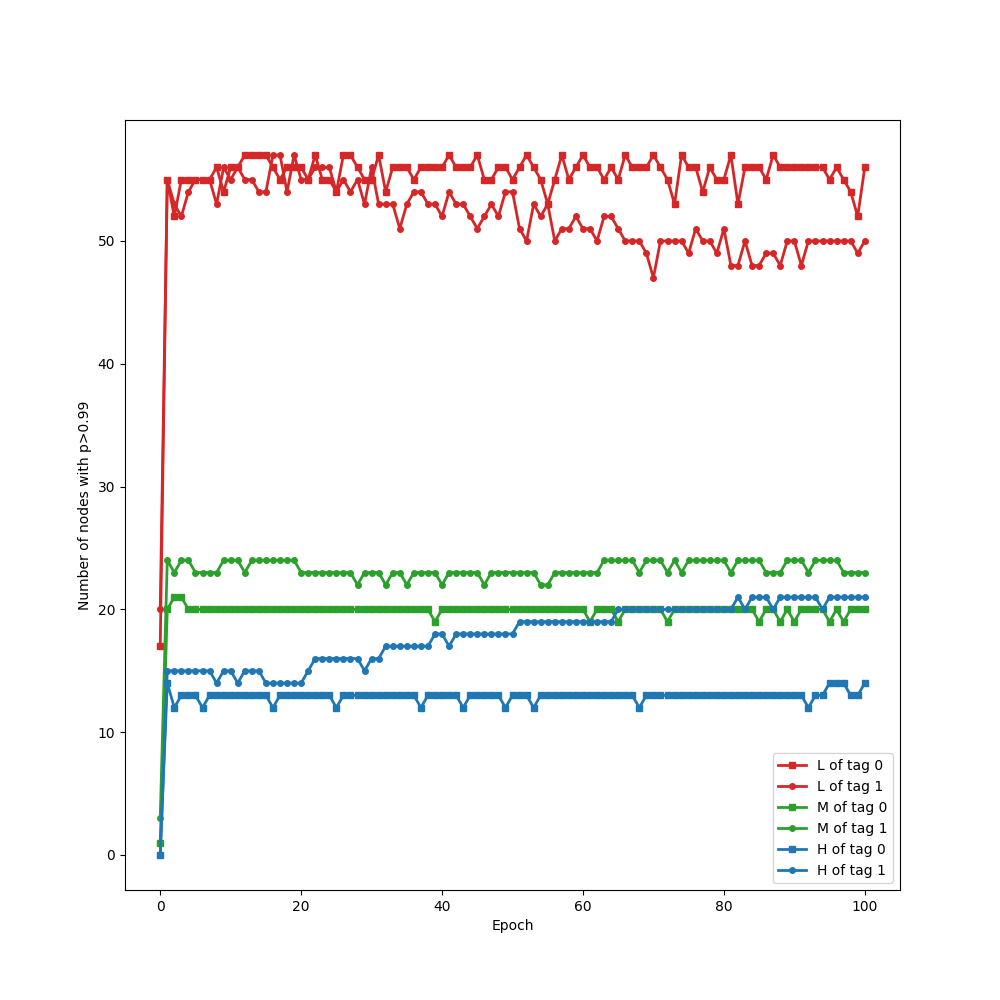 Number of nodes with p>0.99
50
40
30
20
10
0
0 20 40 60 80 100
Epoch
L of tag 0
L of tag 1
M of tag 0
M of tag 1
H of tag 0
H of tag 1